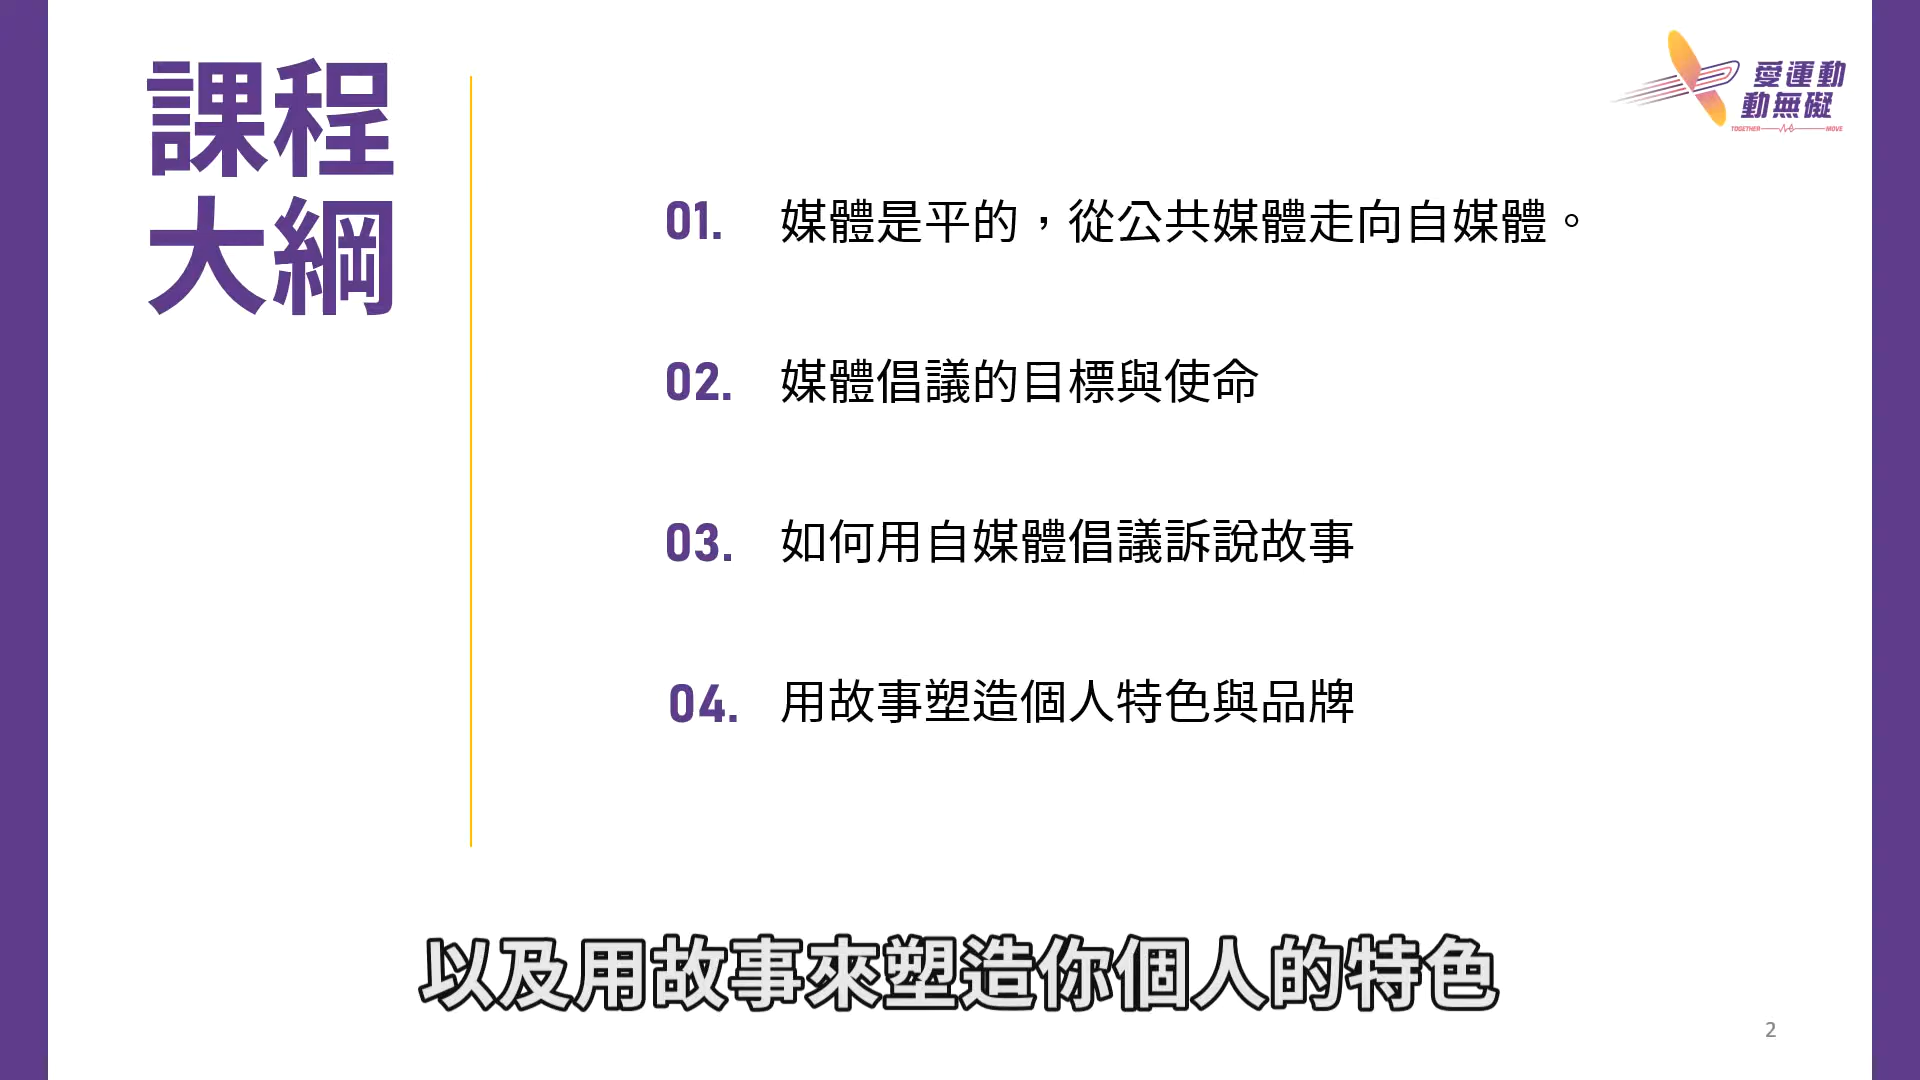 課程
大綱
愛運動
動無礙
TOGETHER MOVE
01. 媒體是平的，從公共媒體走向自媒體。
02. 媒體倡議的目標與使命
03. 如何用自媒體倡議訴說故事
04. 用故事塑造個人特色與品牌
以及用故事來塑造你個人的特色
2